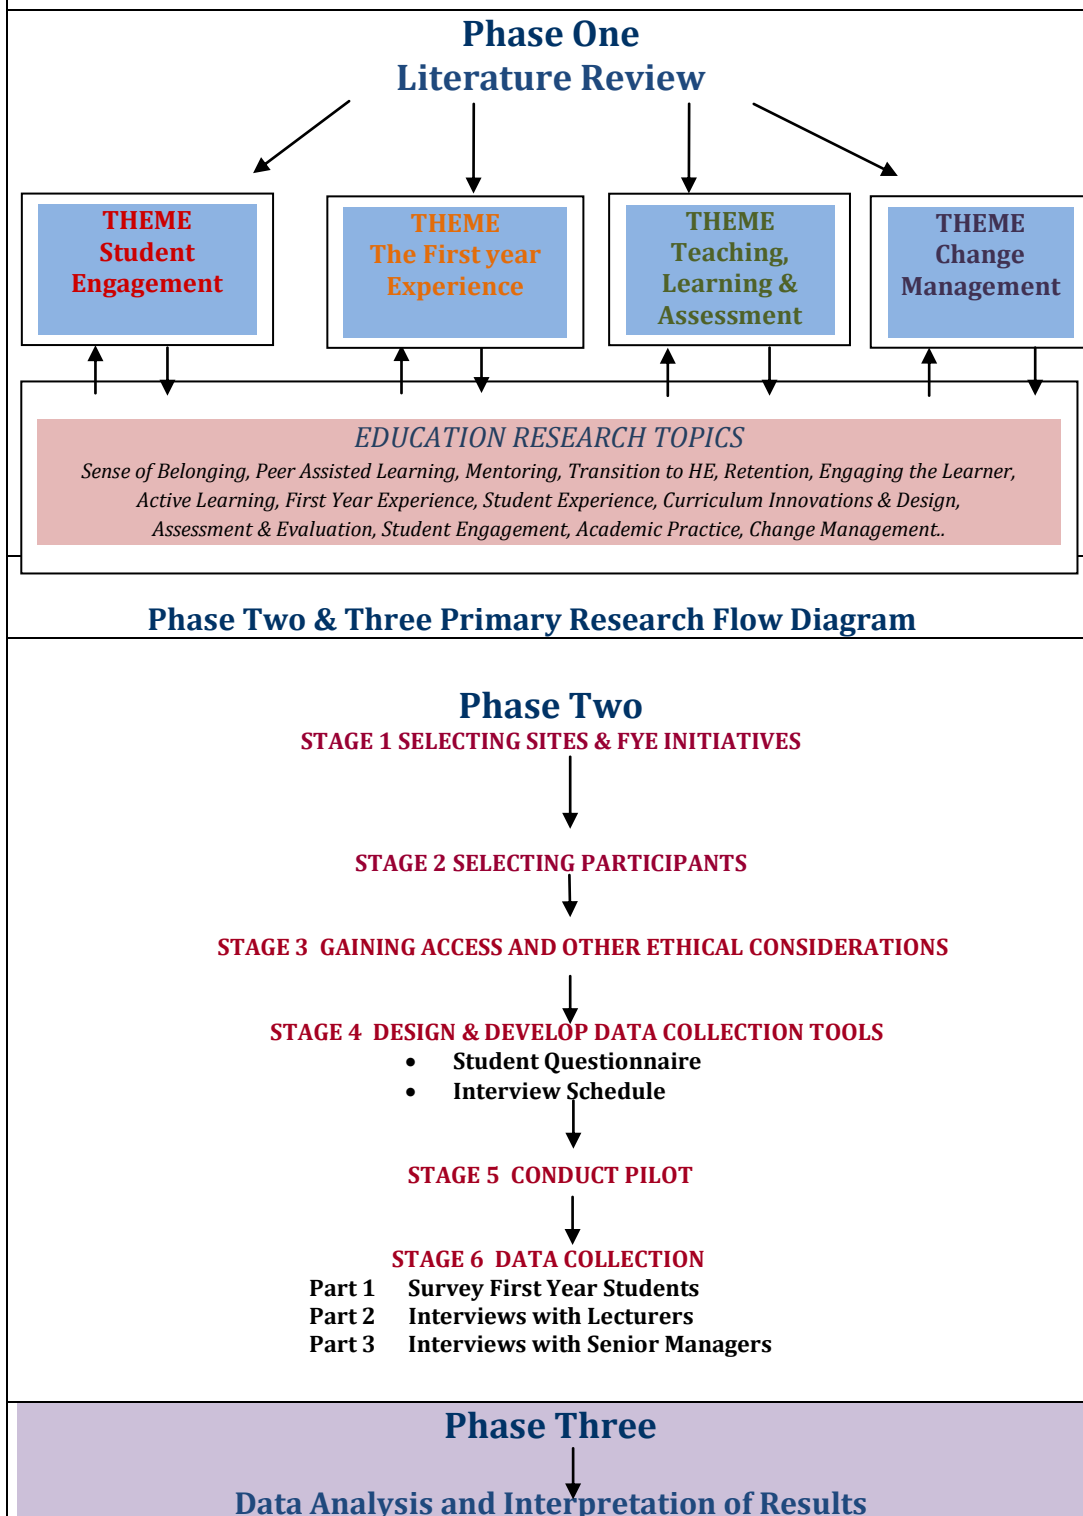 Phase One
Literature Review
THEME
Student
Engagement
THEME
The First year
Experience
THEME
Teaching,
Learning &
Assessment
THEME
Change
Management
EDUCATION RESEARCH TOPICS
Sense of Belonging, Peer Assisted Learning, Mentoring, Transition to HE, Retention, Engaging the Learner,
Active Learning, First Year Experience, Student Experience, Curriculum Innovations & Design,
Assessment & Evaluation, Student Engagement, Academic Practice, Change Management..
Phase Two & Three Primary Research Flow Diagram
Phase Two
STAGE 1 SELECTING SITES & FYE INITIATIVES
STAGE 2 SELECTING PARTICIPANTS
STAGE 3  GAINING ACCESS AND OTHER ETHICAL CONSIDERATIONS
STAGE 4  DESIGN & DEVELOP DATA COLLECTION TOOLS
• Student Questionnaire
• Interview Schedule
STAGE 5  CONDUCT PILOT
STAGE 6  DATA COLLECTION
Part 1 Survey First Year Students
Part 2 Interviews with Lecturers
Part 3 Interviews with Senior Managers
Phase Three
Data Analysis and Interpretation of Results